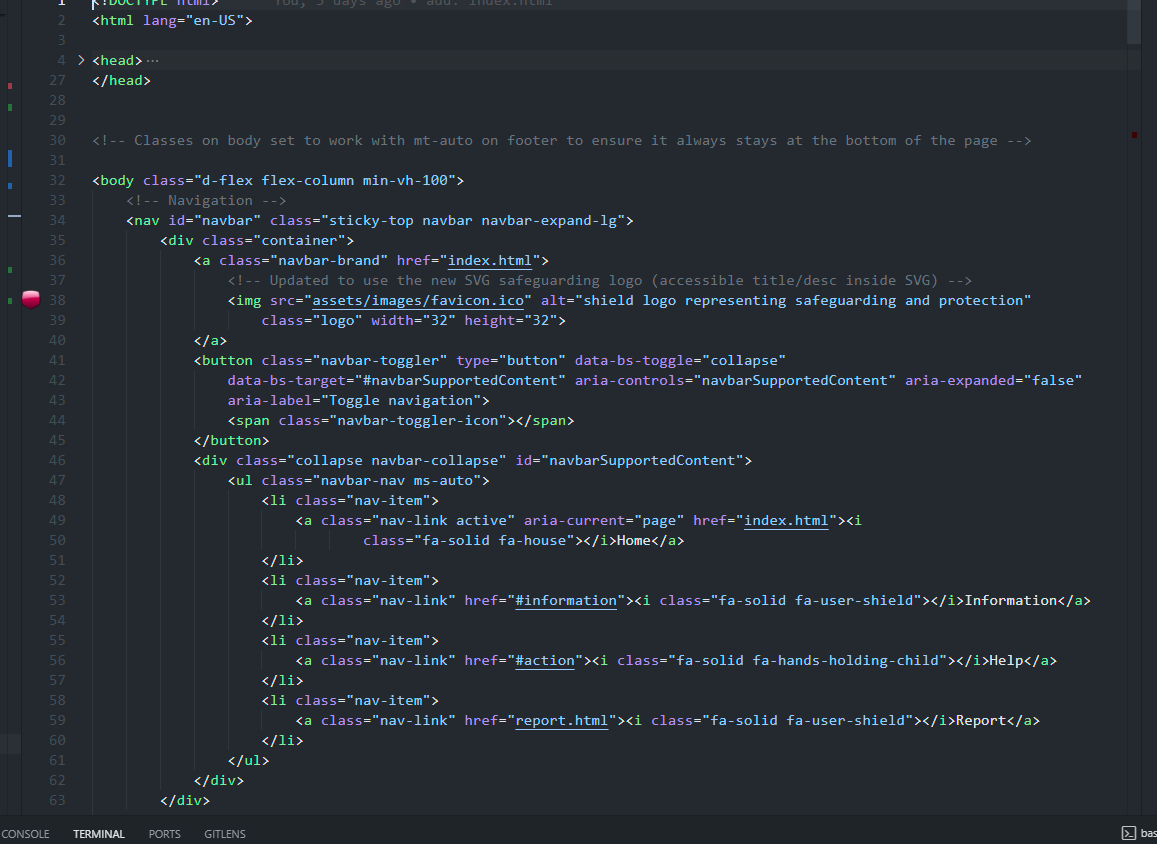 1 <!DOCTYPE html> You, 5 days ago • add: index.html
2 <html lang="en-US">
3
4 <head> ···
27 </head>
28
29
30 <!-- Classes on body set to work with mt-auto on footer to ensure it always stays at the bottom of the page -->
31
32 <body class="d-flex flex-column min-vh-100">
33 <!-- Navigation -->
34 <nav id="navbar" class="sticky-top navbar navbar-expand-lg">
35 <div class="container">
36 <a class="navbar-brand" href="index.html">
37 <!-- Updated to use the new SVG safeguarding logo (accessible title/desc inside SVG) -->
38 <img src="assets/images/favicon.ico" alt="shield logo representing safeguarding and protection"
39 class="logo" width="32" height="32">
40 </a>
41 <button class="navbar-toggler" type="button" data-bs-toggle="collapse"
42 data-bs-target="#navbarSupportedContent" aria-controls="navbarSupportedContent" aria-expanded="false"
43 aria-label="Toggle navigation">
44 <span class="navbar-toggler-icon"></span>
45 </button>
46 <div class="collapse navbar-collapse" id="navbarSupportedContent">
47 <ul class="navbar-nav ms-auto">
48 <li class="nav-item">
49 <a class="nav-link active" aria-current="page" href="index.html"><i
50 class="fa-solid fa-house"></i>Home</a>
51 </li>
52 <li class="nav-item">
53 <a class="nav-link" href="#information"><i class="fa-solid fa-user-shield"></i>Information</a>
54 </li>
55 <li class="nav-item">
56 <a class="nav-link" href="#action"><i class="fa-solid fa-hands-holding-child"></i>Help</a>
57 </li>
58 <li class="nav-item">
59 <a class="nav-link" href="report.html"><i class="fa-solid fa-user-shield"></i>Report</a>
60 </li>
61 </ul>
62 </div>
63 </div>
CONSOLE TERMINAL PORTS GITLENS bas